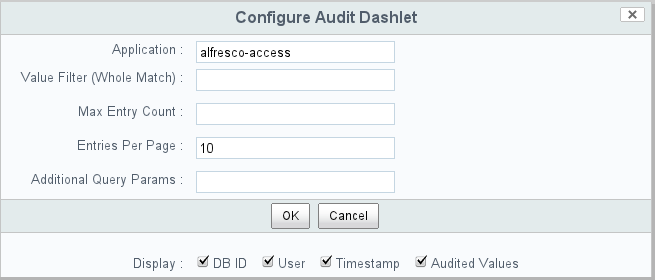 Configure Audit Dashlet
Application : alfresco-access
Value Filter (Whole Match) :
Max Entry Count :
Entries Per Page : 10
Additional Query Params :
OK Cancel
Display : DB ID User Timestamp Audited Values